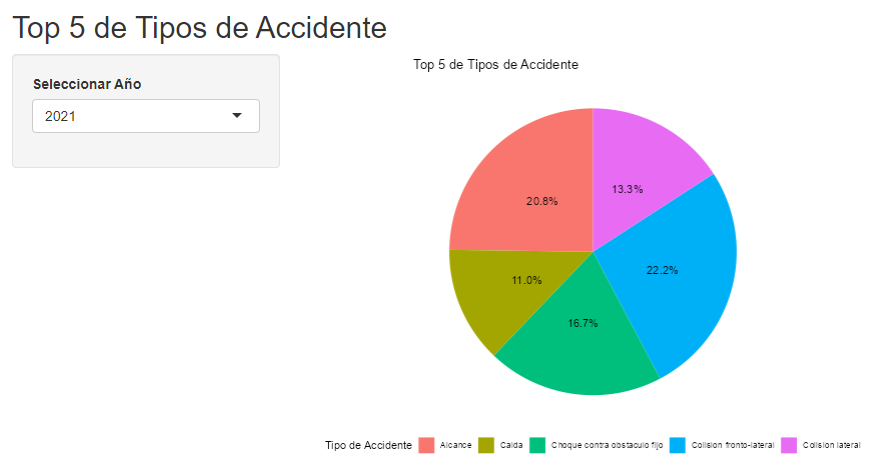 Top 5 de Tipos de Accidente
Seleccionar Año
2021
Top 5 de Tipos de Accidente
13.3%
20.8%
22.2%
11.0%
16.7%
Tipo de Accidente Alcance Caida Choque contra obstaculo fijo Colision fronto-lateral Colision lateral